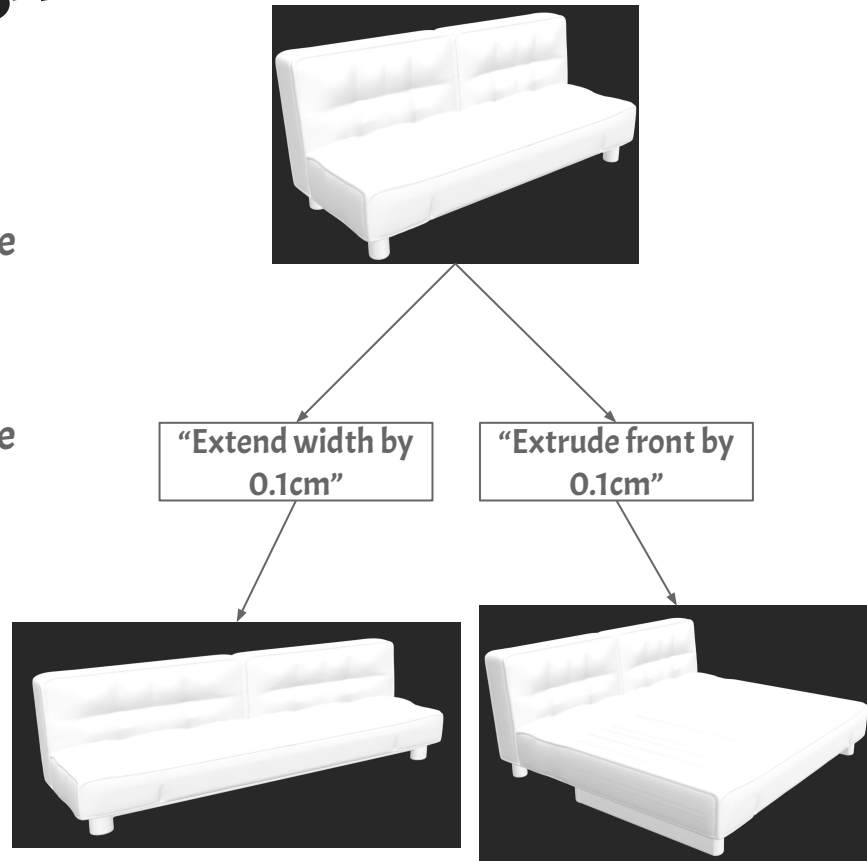 e
e
“Extend width by
0.1cm”
“Extrude front by
0.1cm”